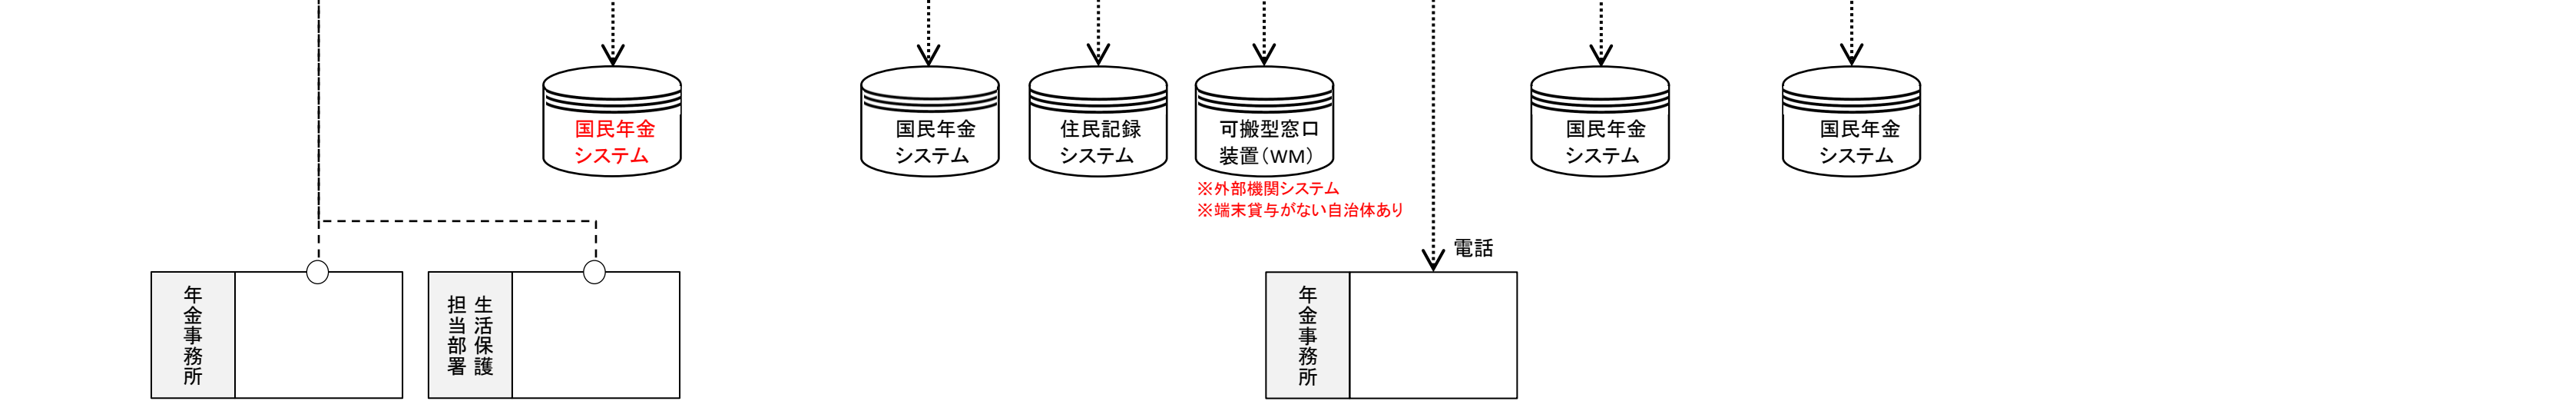 国民年金
システム
国民年金
システム
住民記録
システム
可搬型窓口
装置（WM）
※外部機関システム
※端末貸与がない自治体あり
国民年金
システム
国民年金
システム
電話
年金事務所
生活保護
担当部署
年金事務所